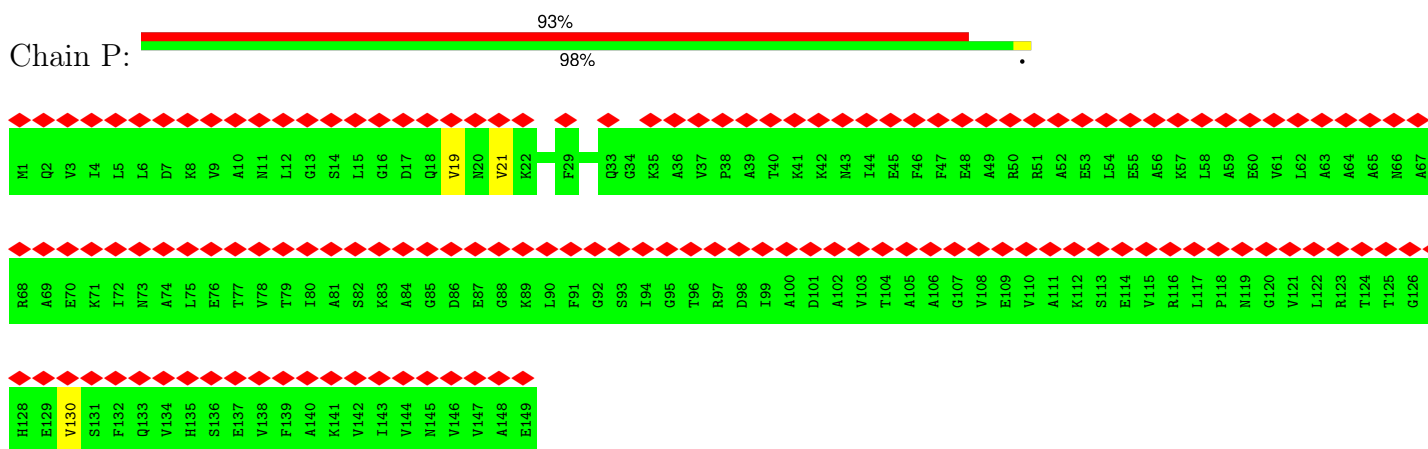 93%
Chain P:
98% .
M1 Q2 V3 I4 L5 L6 D7 K8 V9 A10 N11 L12 G13 S14 L15 G16 D17 Q18 V19 N20 V21 K22 F29 Q33 G34 K35 A36 V37 P38 A39 T40 K41 K42 N43 I44 E45 F46 F47 E48 A49 R50 R51 A52 E53 L54 E55 A56 K57 L58 A59 E60 V61 L62 A63 A64 A65 N66 A67
R68 A69 E70 K71 I72 N73 A74 L75 E76 T77 V78 T79 I80 A81 S82 K83 A84 G85 D86 E87 G88 K89 L90 F91 G92 S93 I94 G95 T96 R97 D98 I99 A100 D101 A102 V103 T104 A105 A106 G107 V108 E109 V110 A111 K112 S113 E114 V115 R116 L117 P118 N119 G120 V121 L122 R123 T124 T125 G126
H128 E129 V130 S131 F132 Q133 V134 H135 S136 E137 V138 F139 A140 K141 V142 I143 V144 N145 V146 V147 A148 E149